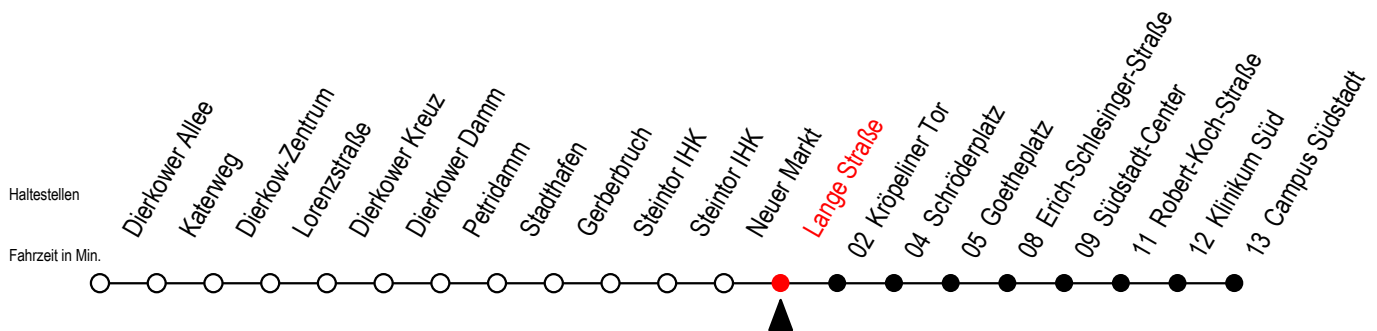 Haltestellen
Dierkower Allee
Katerweg
Dierkow-Zentrum
Lorenzstraße
Dierkower Kreuz
Dierkower Damm
Petridamm
Stadthafen
Gerberbruch
Steintor IHK
Steintor IHK
Neuer Markt
Lange Straße
02 Kröpeliner Tor
04 Schröderplatz
05 Goetheplatz
08 Erich-Schlesinger-Straße
09 Südstadt-Center
11 Robert-Koch-Straße
12 Klinikum Süd
13 Campus Südstadt
Fahrzeit in Min.